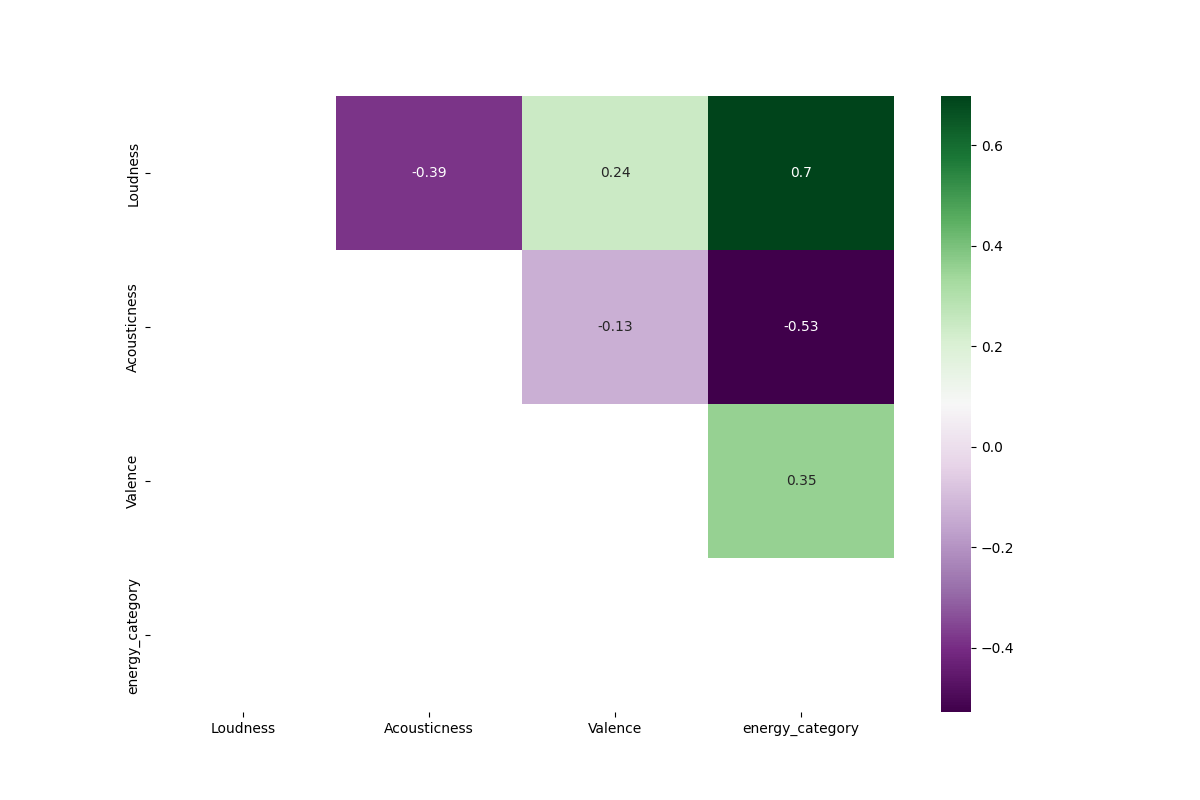 Loudness
-0.39
0.24
0.7
Acousticness
-0.13
-0.53
Valence
0.35
energy_category
Loudness
Acousticness
Valence
energy_category
0.6
0.4
0.2
0.0
−0.2
−0.4